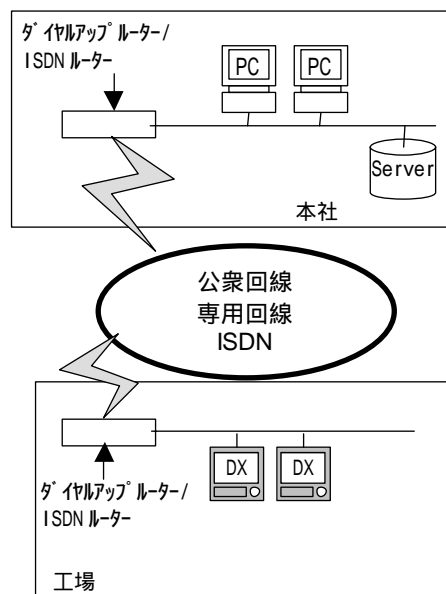 ダイヤルアップルーター/
ISDNルーター
PC
PC
Server
本社
公衆回線
専用回線
ISDN
DX
DX
ダイヤルアップルーター/
ISDNルーター
工場